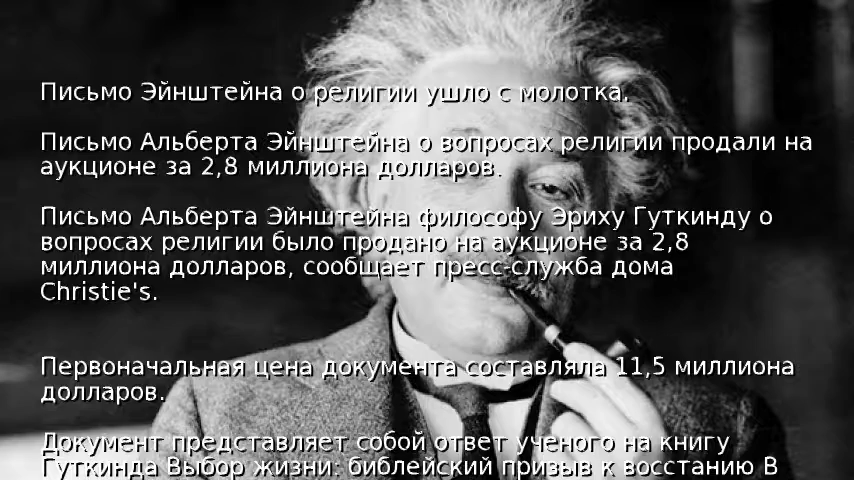 Письмо Эйнштейна о религии ушло с молотка.
Письмо Альберта Эйнштейна о вопросах религии продали на
аукционе за 2,8 миллиона долларов.
Письмо Альберта Эйнштейна философу Эриху Гуткинду о
вопросах религии было продано на аукционе за 2,8
миллиона долларов, сообщает пресс-служба дома
Christie's.
Первоначальная цена документа составляла 11,5 миллиона
долларов.
Документ представляет собой ответ ученого на книгу
Гуткинда Выбор жизни: библейский призыв к восстанию В